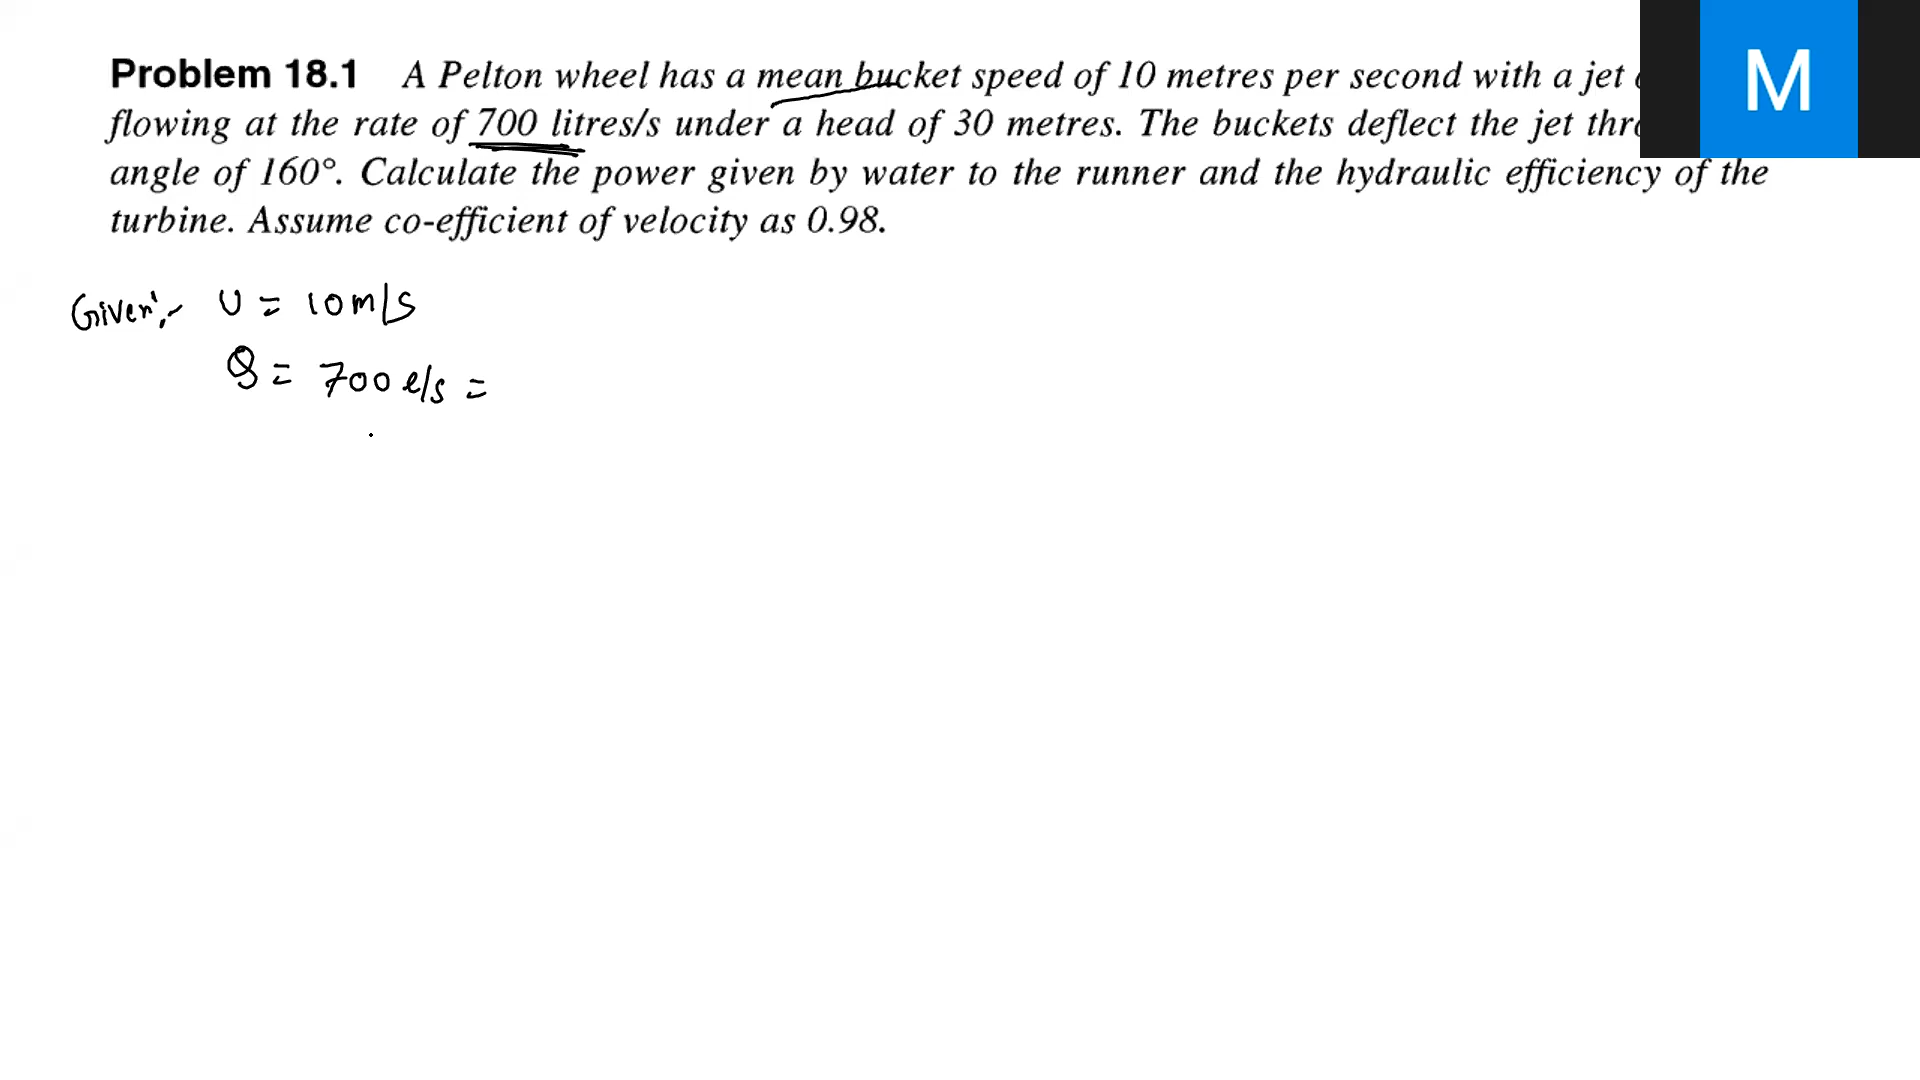 Problem 18.1 A Pelton wheel has a mean bucket speed of 10 metres per second with a jet
flowing at the rate of 700 litres/s under a head of 30 metres. The buckets deflect the jet
angle of 160°. Calculate the power given by water to the runner and the hydraulic efficiency of the
turbine. Assume co-efficient of velocity as 0.98.
M
Given:- U = 10 m/s
Q = 700 l/s =